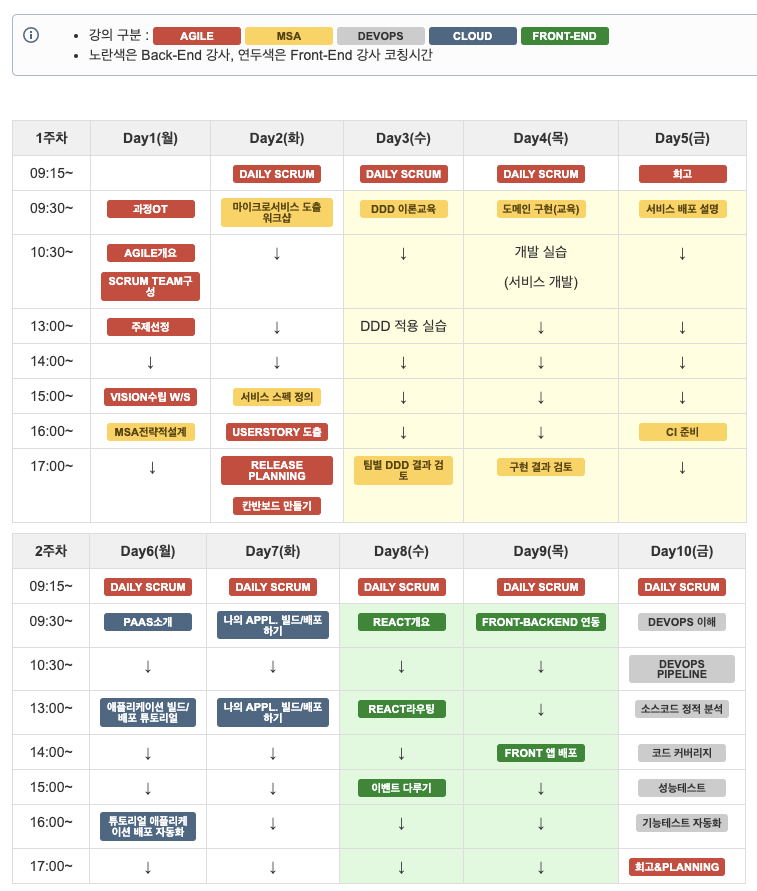 • 강의 구분 : AGILE MSA DEVOPS CLOUD FRONT-END
• 노란색은 Back-End 강사, 연두색은 Front-End 강사 코칭시간
1주차 Day1(월) Day2(화) Day3(수) Day4(목) Day5(금)
09:15~ DAILY SCRUM DAILY SCRUM DAILY SCRUM 회고
09:30~ 과정OT 마이크로서비스 도출 DDD 이론교육 도메인 구현(교육) 서비스 배포 설명
워크샵
10:30~ AGILE개요 ↓ ↓ 개발 실습 ↓
SCRUM TEAM구 (서비스 개발)
성
13:00~ 주제선정 ↓ DDD 적용 실습 ↓ ↓
14:00~ ↓ ↓ ↓ ↓ ↓
15:00~ VISION수립 W/S 서비스 스펙 정의 ↓ ↓ ↓
16:00~ MSA전략적설계 USERSTORY 도출 ↓ ↓ CI 준비
17:00~ ↓ RELEASE 팀별 DDD 결과 검 구현 결과 검토 ↓
PLANNING 토
칸반보드 만들기
2주차 Day6(월) Day7(화) Day8(수) Day9(목) Day10(금)
09:15~ DAILY SCRUM DAILY SCRUM DAILY SCRUM DAILY SCRUM DAILY SCRUM
09:30~ PAAS소개 나의 APPL. 빌드/배포 REACT개요 FRONT-BACKEND 연동 DEVOPS 이해
하기
10:30~ ↓ ↓ ↓ ↓ DEVOPS
PIPELINE
13:00~ 애플리케이션 빌드/ 나의 APPL. 빌드/배포 REACT라우팅 ↓ 소스코드 정적 분석
배포 튜토리얼 하기
14:00~ ↓ ↓ ↓ FRONT 앱 배포 코드 커버리지
15:00~ ↓ ↓ 이벤트 다루기 ↓ 성능테스트
16:00~ 튜토리얼 애플리케 ↓ ↓ ↓ 기능테스트 자동화
이션 배포 자동화
17:00~ ↓ ↓ ↓ ↓ 회고&PLANNING